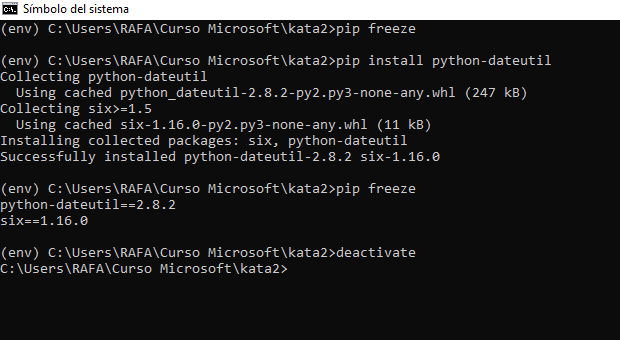 C:\. Símbolo del sistema
(env) C:\Users\RAFA\Curso Microsoft\kata2>pip freeze
(env) C:\Users\RAFA\Curso Microsoft\kata2>pip install python-dateutil
Collecting python-dateutil
  Using cached python_dateutil-2.8.2-py2.py3-none-any.whl (247 kB)
Collecting six>=1.5
  Using cached six-1.16.0-py2.py3-none-any.whl (11 kB)
Installing collected packages: six, python-dateutil
Successfully installed python-dateutil-2.8.2 six-1.16.0
(env) C:\Users\RAFA\Curso Microsoft\kata2>pip freeze
python-dateutil==2.8.2
six==1.16.0
(env) C:\Users\RAFA\Curso Microsoft\kata2>deactivate
C:\Users\RAFA\Curso Microsoft\kata2>